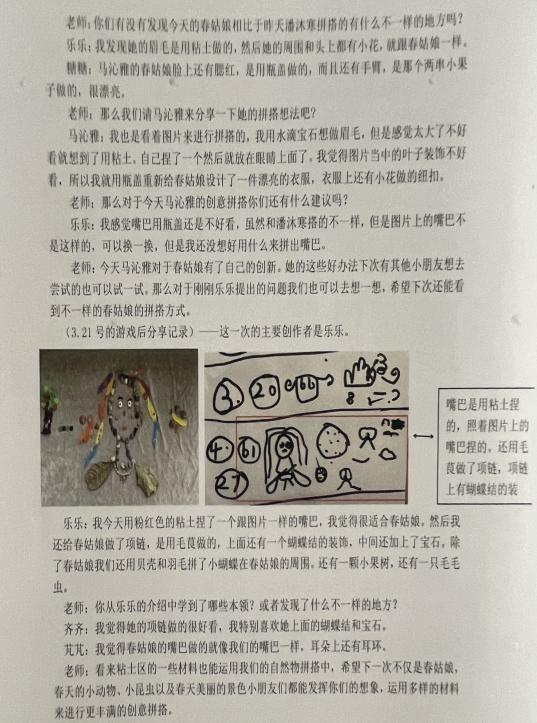 老师：你们有没有发现今天的春姑娘相比于昨天潘沐寒拼搭的有什么不一样的地方吗？
乐乐：我发现她的眉毛是用粘土做的，然后她的周围和头上都有小花，就跟春姑娘一样。
糖糖：马沁雅的春姑娘脸上还有腮红，是用瓶盖做的，而且还有手臂，是那个两串小果
子做的，很漂亮。
老师：那么我们请马沁雅来分享一下她的拼搭想法吧？
马沁雅：我也是看着图片来进行拼搭的，我用水滴宝石想做眉毛，但是感觉太大了不好
看就想到了用粘土。自己捏了一个然后就放在眼睛上面了。我觉得图片当中的叶子装饰不好
看，所以我就用瓶盖重新给春姑娘设计了一件漂亮的衣服，衣服上还有小花做的纽扣。
老师：那么对于今天马沁雅的创意拼搭你们还有什么建议吗？
乐乐：我感觉嘴巴用瓶盖还是不好看，虽然和潘沐寒搭的不一样，但是图片上的嘴巴不
是这样的，可以换一换，但是我还没想好用什么来拼出嘴巴。
老师：今天马沁雅对于春姑娘有了自己的创新。她的这些好办法下次有其他小朋友想去
尝试的也可以试一试。那么对于刚刚乐乐提出的问题我们也可以去想一想，希望下次还能看
到不一样的春姑娘的拼搭方式。
（3.21 号的游戏后分享记录）——这一次的主要创作者是乐乐。
3. 20
4 61
27
嘴巴是用粘土捏
的，照着图片上的
嘴巴捏的，还用毛
莨做了项链，项链
上有蝴蝶结的装
乐乐：我今天用粉红色的粘土捏了一个跟图片一样的嘴巴，我觉得很适合春姑娘。然后我
还给春姑娘做了项链，是用毛莨做的，上面还有一个蝴蝶结的装饰，中间还加上了宝石。除
了春姑娘我们还用贝壳和羽毛拼了小蝴蝶在春姑娘的周围。还有一颗小果树，还有一只毛毛
虫。
老师：你从乐乐的介绍中学到了哪些本领？或者发现了什么不一样的地方？
齐齐：我觉得她的项链做的很好看，我特别喜欢她上面的蝴蝶结和宝石。
芃芃：我觉得春姑娘的嘴巴做的就像我们的嘴巴一样，耳朵上还有耳环。
老师：看来粘土区的一些材料也能运用我们的自然物拼搭中，希望下一次不仅是春姑娘，
春天的小动物、小昆虫以及春天美丽的景色小朋友们都能发挥你们的想象，运用多样的材料
来进行更丰满的创意拼搭。